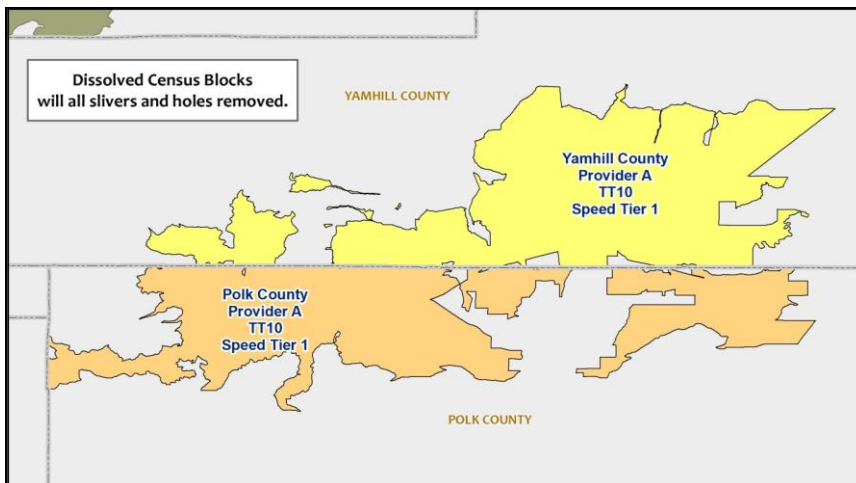 Dissolved Census Blocks
will all slivers and holes removed.
YAMHILL COUNTY
Yamhill County
Provider A
TT10
Speed Tier 1
Polk County
Provider A
TT10
Speed Tier 1
POLK COUNTY